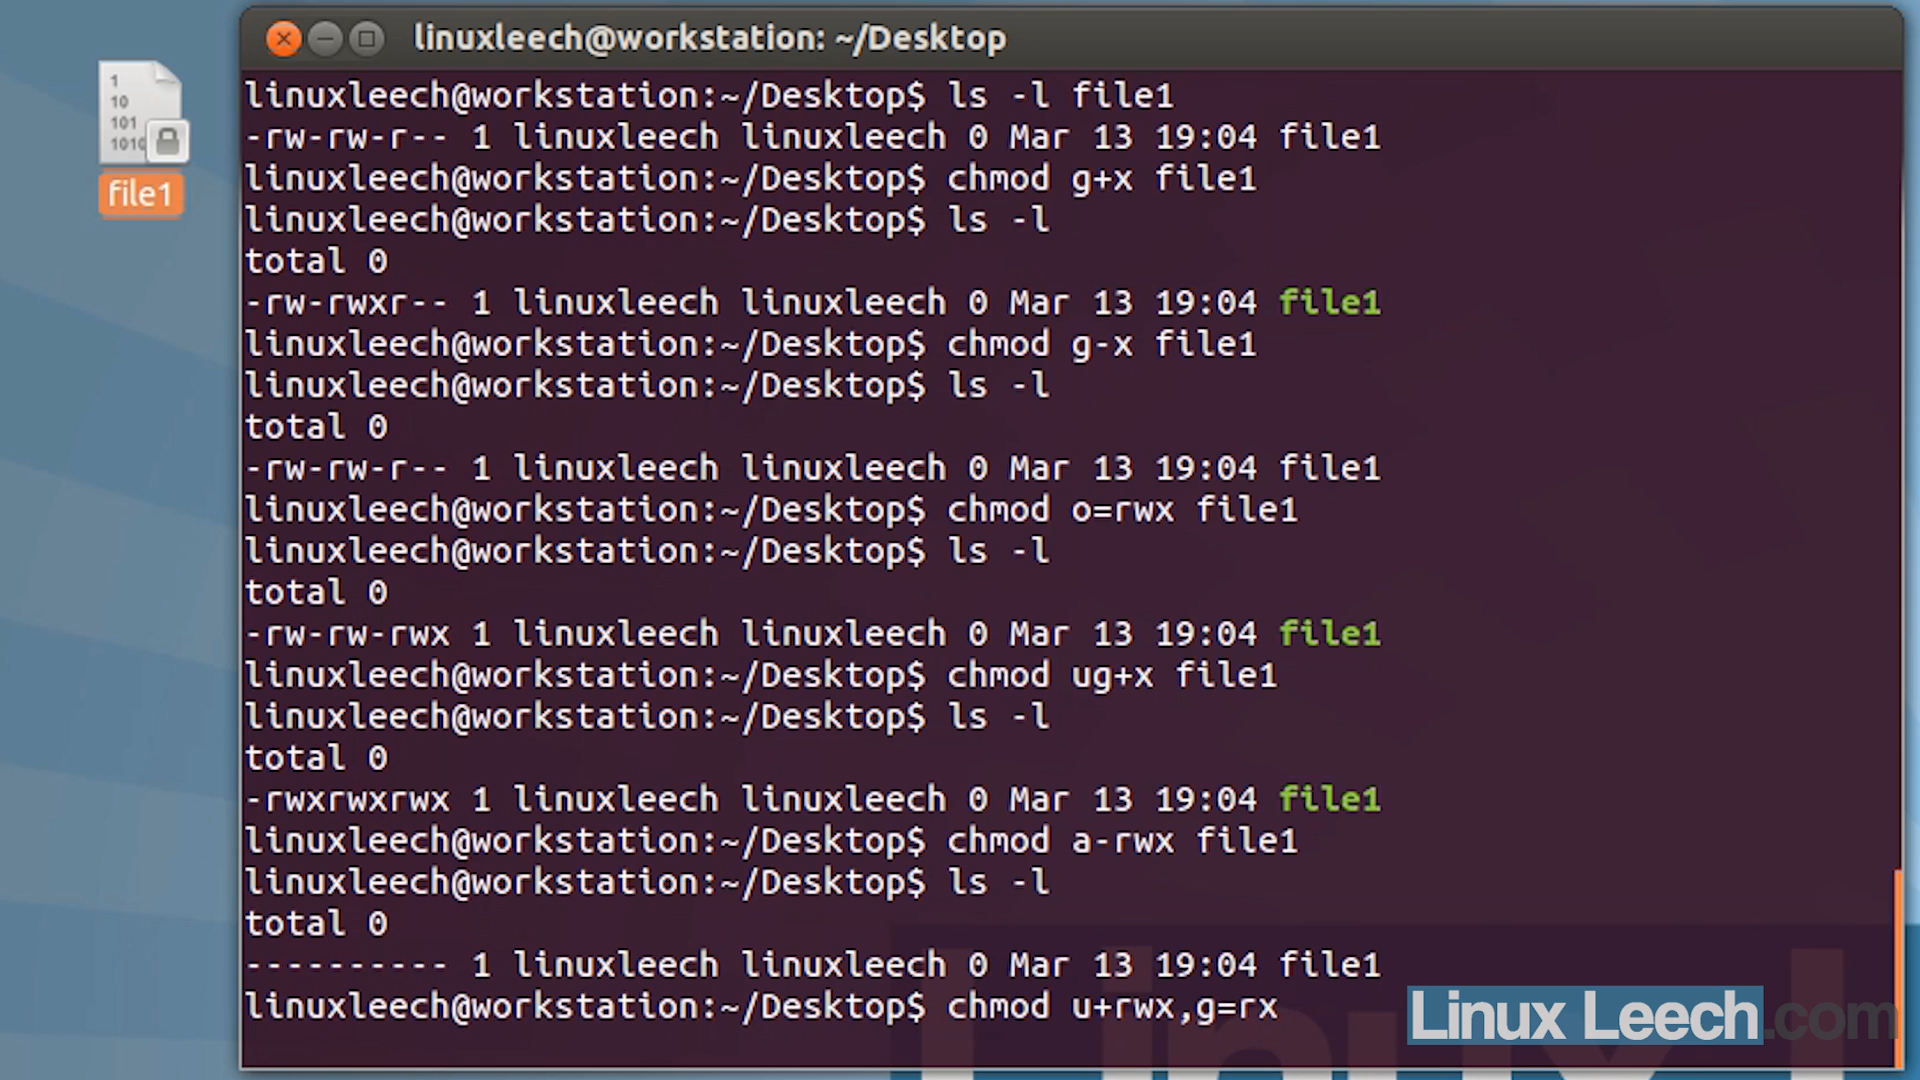 linuxleech@workstation: ~/Desktop
1
10
101
1010
file1
linuxleech@workstation:~/Desktop$ ls -l file1
-rw-rw-r-- 1 linuxleech linuxleech 0 Mar 13 19:04 file1
linuxleech@workstation:~/Desktop$ chmod g+x file1
linuxleech@workstation:~/Desktop$ ls -l
total 0
-rw-rwxr-- 1 linuxleech linuxleech 0 Mar 13 19:04 file1
linuxleech@workstation:~/Desktop$ chmod g-x file1
linuxleech@workstation:~/Desktop$ ls -l
total 0
-rw-rw-r-- 1 linuxleech linuxleech 0 Mar 13 19:04 file1
linuxleech@workstation:~/Desktop$ chmod o=rwx file1
linuxleech@workstation:~/Desktop$ ls -l
total 0
-rw-rw-rwx 1 linuxleech linuxleech 0 Mar 13 19:04 file1
linuxleech@workstation:~/Desktop$ chmod ug+x file1
linuxleech@workstation:~/Desktop$ ls -l
total 0
-rwxrwxrwx 1 linuxleech linuxleech 0 Mar 13 19:04 file1
linuxleech@workstation:~/Desktop$ chmod a-rwx file1
linuxleech@workstation:~/Desktop$ ls -l
total 0
---------- 1 linuxleech linuxleech 0 Mar 13 19:04 file1
linuxleech@workstation:~/Desktop$ chmod u+rwx,g=rx
Linux Leech.com